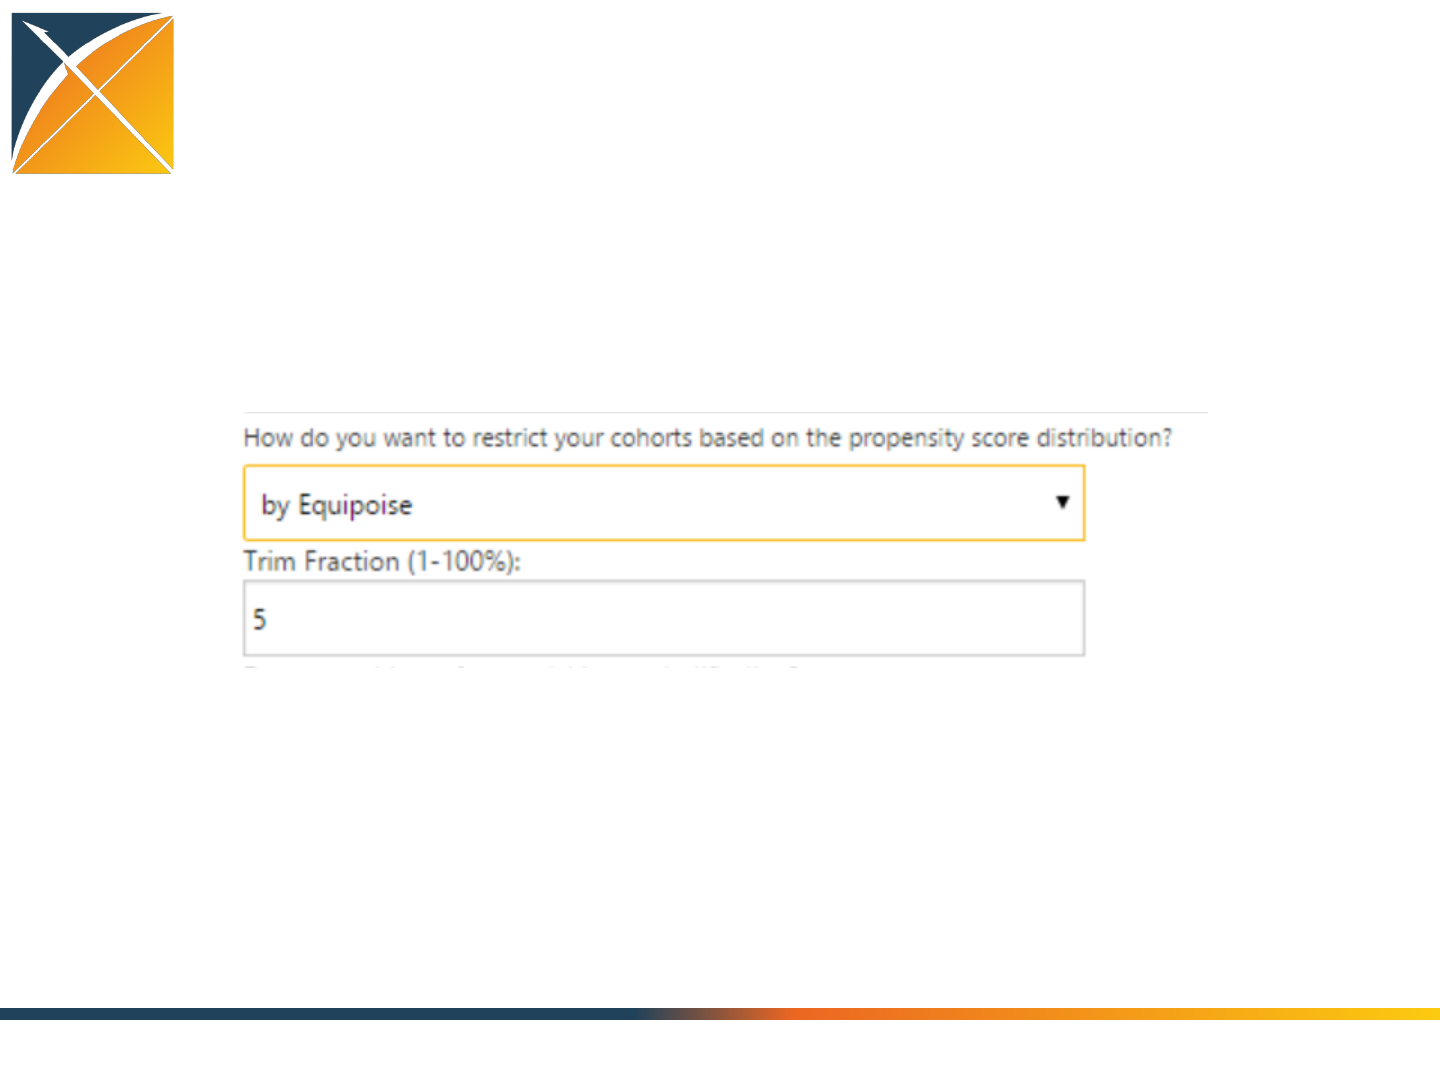 How do you want to restrict your cohorts based on the propensity score distribution?
by Equipoise
Trim Fraction (1-100%):
5